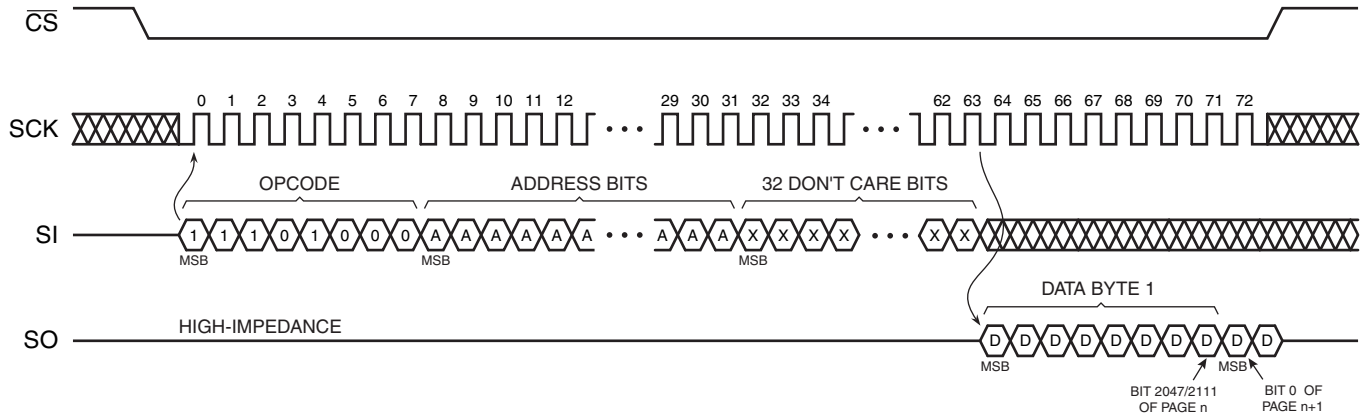 CS
0 1 2 3 4 5 6 7 8 9 10 11 12 29 30 31 32 33 34 62 63 64 65 66 67 68 69 70 71 72
SCK • • • • • •
OPCODE ADDRESS BITS 32 DON'T CARE BITS
SI 1 1 1 0 1 0 0 0 A A A A A A • • • A A A X X X X • • • X X
MSB MSB MSB
DATA BYTE 1
HIGH-IMPEDANCE
SO D D D D D D D D D D
MSB MSB
BIT 2047/2111
OF PAGE n
BIT 0 OF
PAGE n+1